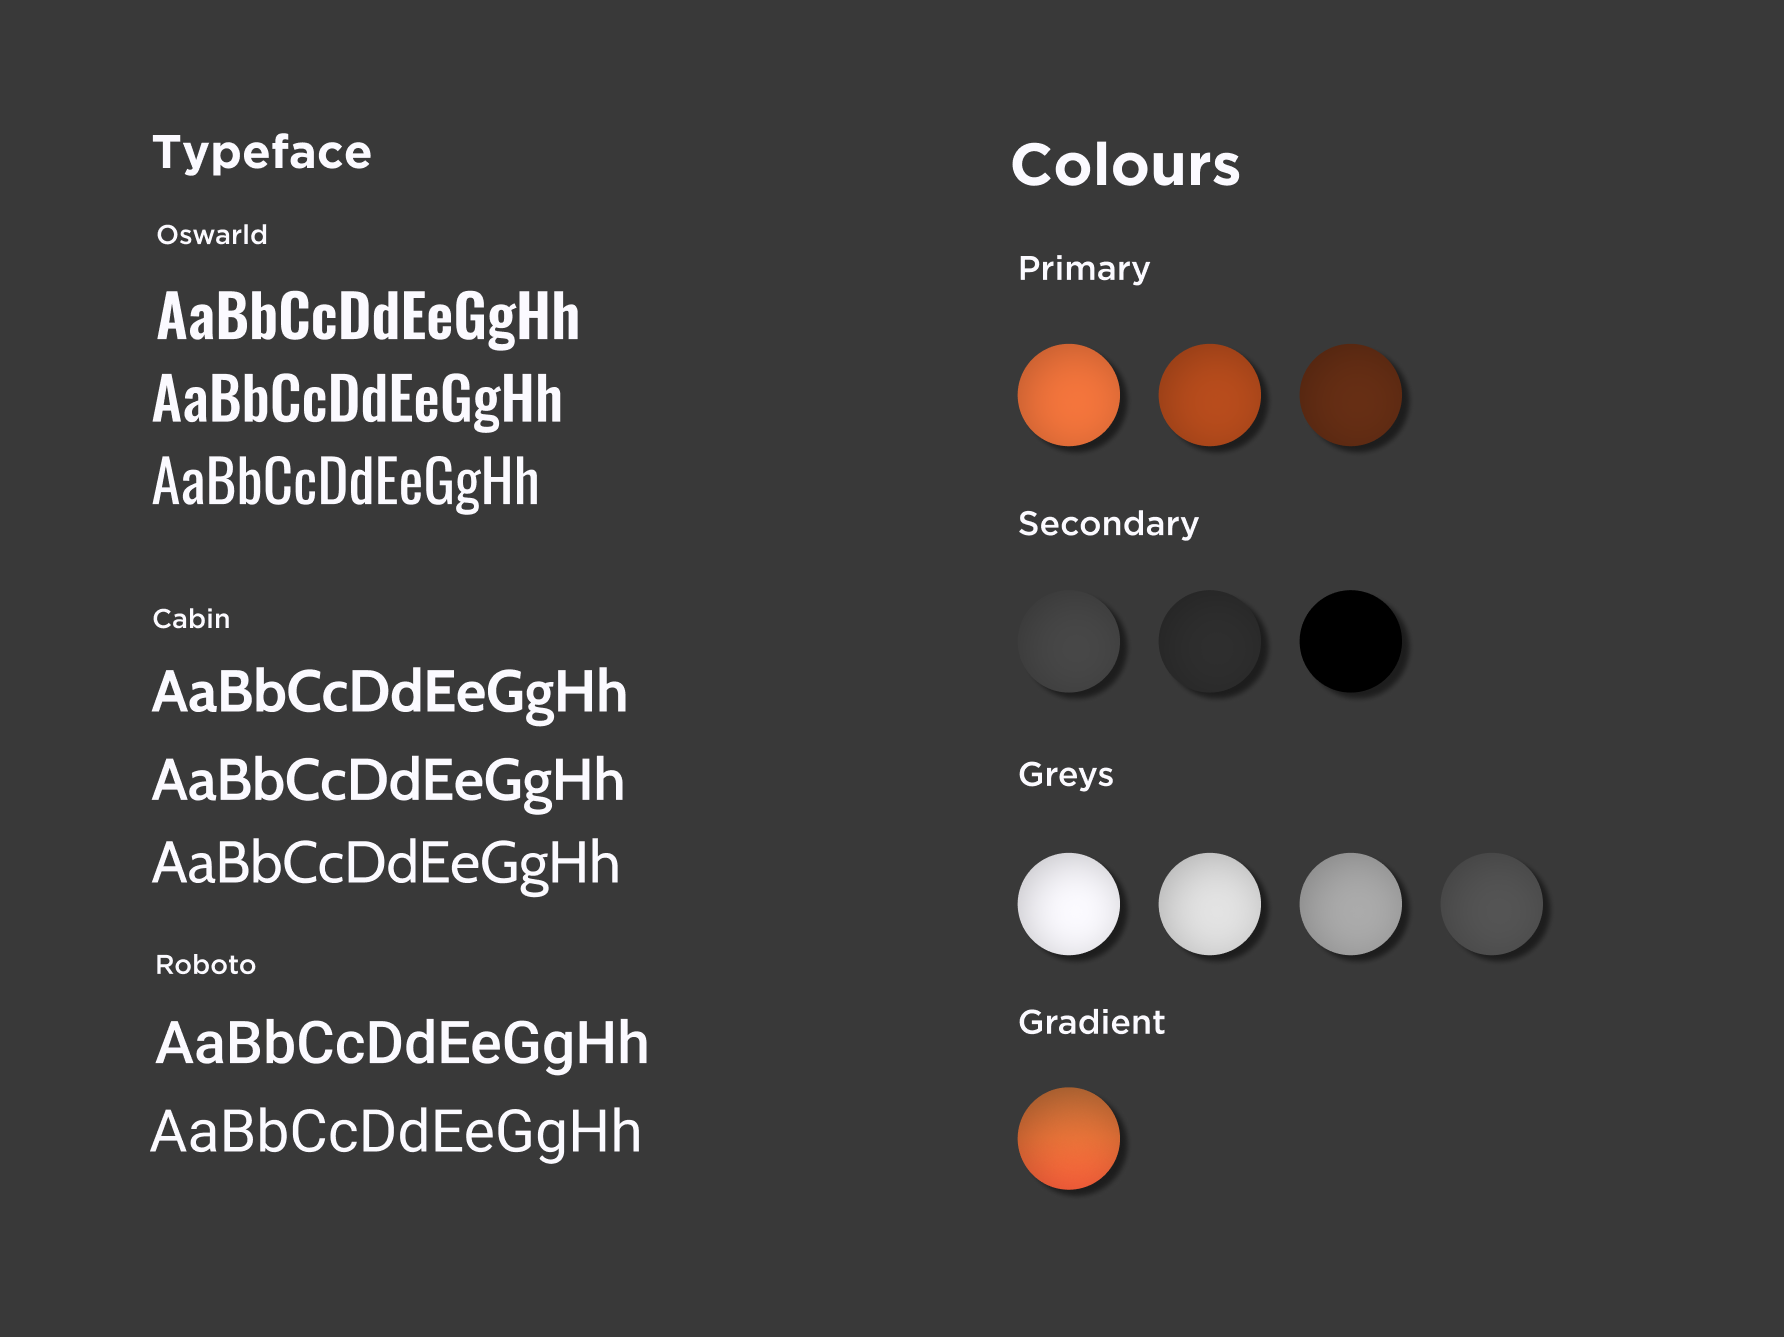 Typeface
Oswarld
AaBbCcDdEeGgHh
AaBbCcDdEeGgHh
AaBbCcDdEeGgHh
Cabin
AaBbCcDdEeGgHh
AaBbCcDdEeGgHh
AaBbCcDdEeGgHh
Roboto
AaBbCcDdEeGgHh
AaBbCcDdEeGgHh
Colours
Primary
Secondary
Greys
Gradient